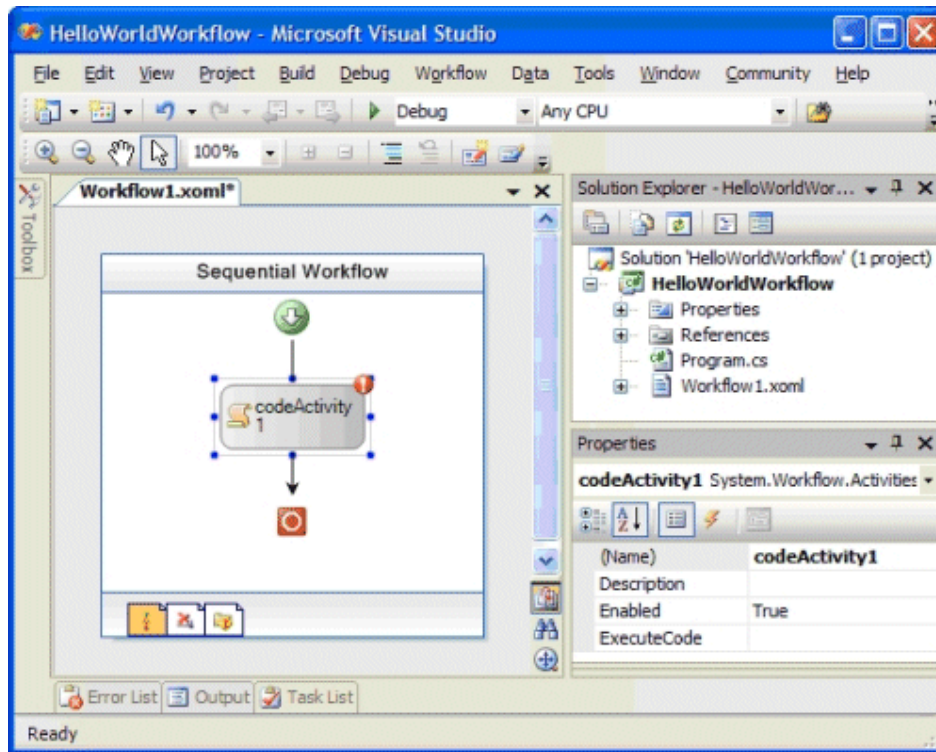 HelloWorldWorkflow - Microsoft Visual Studio
File Edit View Project Build Debug Workflow Data Tools Window Community Help
Debug Any CPU
100%
Toolbox
Workflow1.xoml*
Sequential Workflow
codeActivity
1
Solution Explorer - HelloWorldWor...
Solution 'HelloWorldWorkflow' (1 project)
HelloWorldWorkflow
Properties
References
Program.cs
Workflow1.xoml
Properties
codeActivity1 System.Workflow.Activities
(Name) codeActivity1
Description
Enabled True
ExecuteCode
Error List Output Task List
Ready